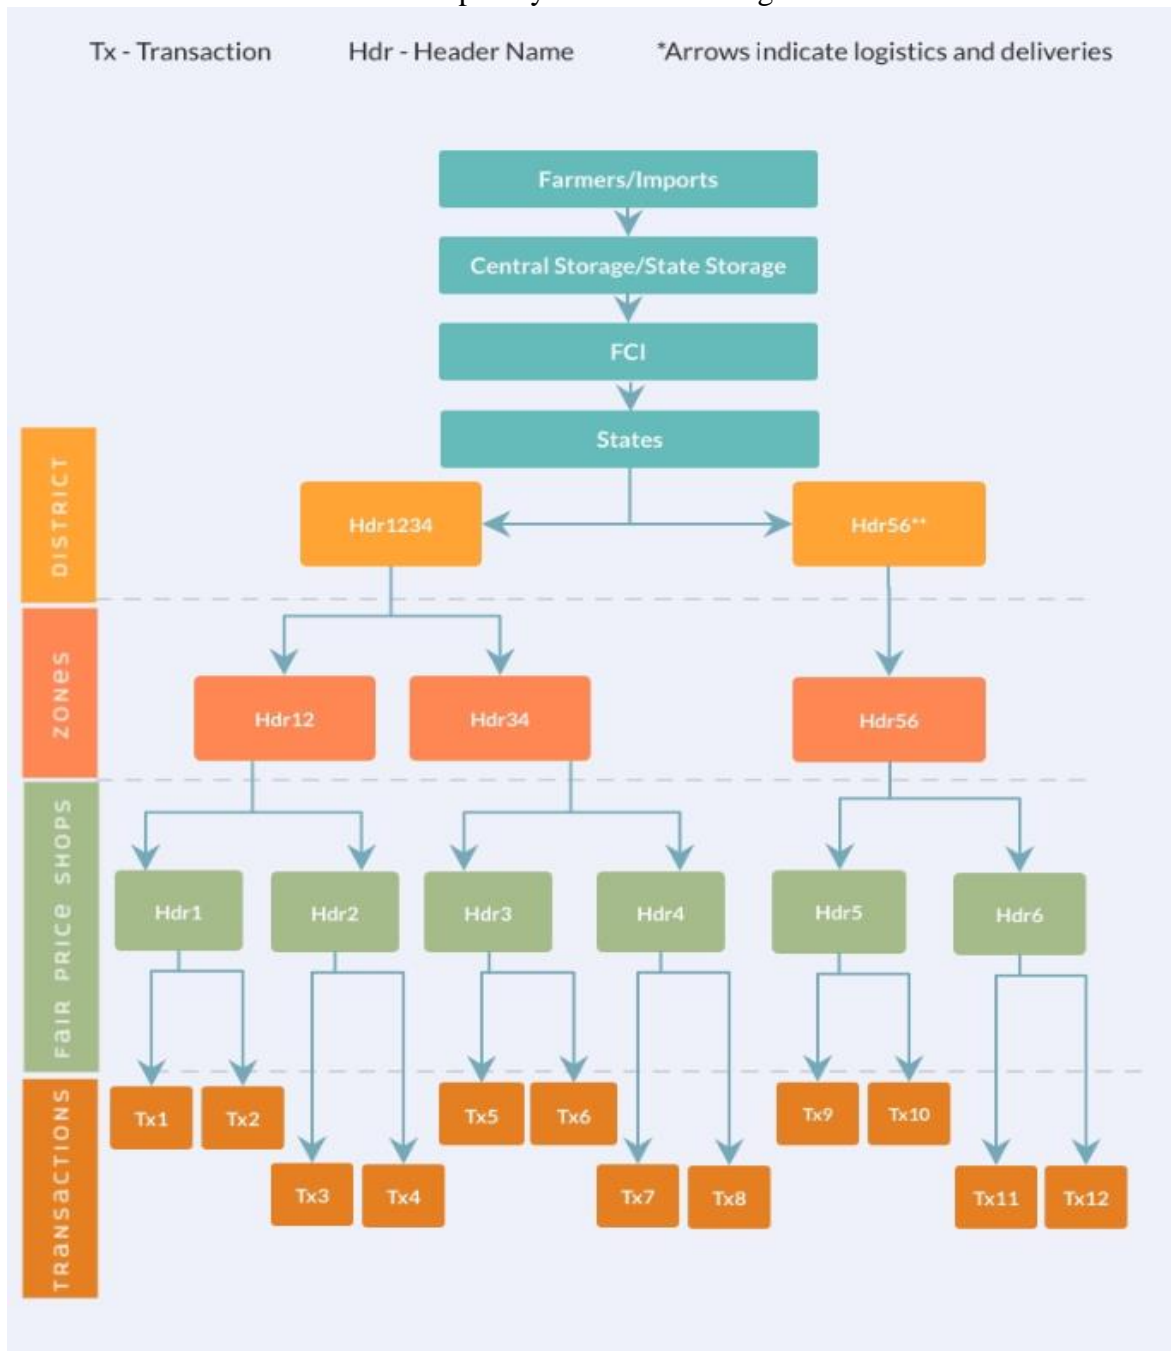 Tx - Transaction Hdr - Header Name *Arrows indicate logistics and deliveries
Farmers/Imports
Central Storage/State Storage
FCI
States
DISTRICT
Hdr1234 Hdr56**
ZONes
Hdr12 Hdr34 Hdr56
FaIR PRICe SHOPS
Hdr1 Hdr2 Hdr3 Hdr4 Hdr5 Hdr6
TRaNSaCTIONS
Tx1 Tx2 Tx5 Tx6 Tx9 Tx10
Tx3 Tx4 Tx7 Tx8 Tx11 Tx12